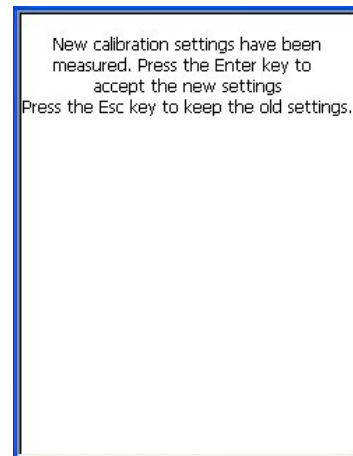 New calibration settings have been
measured. Press the Enter key to
accept the new settings
Press the Esc key to keep the old settings.